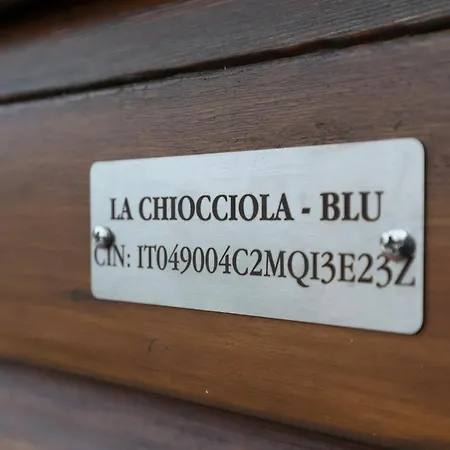 LA CHIOCCIOLA - BLU
CIN: IT049004C2MQI3E23Z